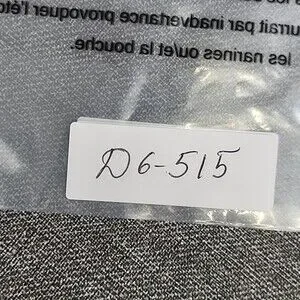 urrait par inadvertance provoquer l'éto
les narines ou/et la bouche.
D6-515